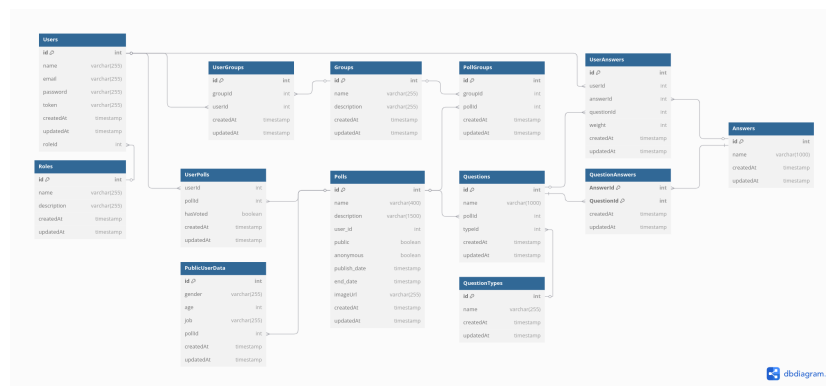 Users
id int
name varchar(255)
email varchar(255)
password varchar(255)
token varchar(255)
createdAt timestamp
updatedAt timestamp
roleId int
Roles
id int
name varchar(255)
description varchar(255)
createdAt timestamp
updatedAt timestamp
UserGroups
id int
groupId int
userId int
createdAt timestamp
updatedAt timestamp
UserPolls
userId int
pollId int
hasVoted boolean
createdAt timestamp
updatedAt timestamp
PublicUserData
id int
gender varchar(255)
age int
job varchar(255)
pollId int
createdAt timestamp
updatedAt timestamp
Groups
id int
name varchar(255)
description varchar(255)
createdAt timestamp
updatedAt timestamp
Polls
id int
name varchar(400)
description varchar(1500)
user_id int
public boolean
anonymous boolean
publish_date timestamp
end_date timestamp
imageUrl varchar(255)
createdAt timestamp
updatedAt timestamp
PollGroups
id int
groupId int
pollId int
createdAt timestamp
updatedAt timestamp
Questions
id int
name varchar(1000)
pollId int
typeId int
createdAt timestamp
updatedAt timestamp
QuestionTypes
id int
name varchar(255)
createdAt timestamp
updatedAt timestamp
UserAnswers
id int
userId int
answerId int
questionId int
weight int
createdAt timestamp
updatedAt timestamp
QuestionAnswers
AnswerId int
QuestionId int
createdAt timestamp
updatedAt timestamp
Answers
id int
name varchar(1000)
createdAt timestamp
updatedAt timestamp
dbdiagram.